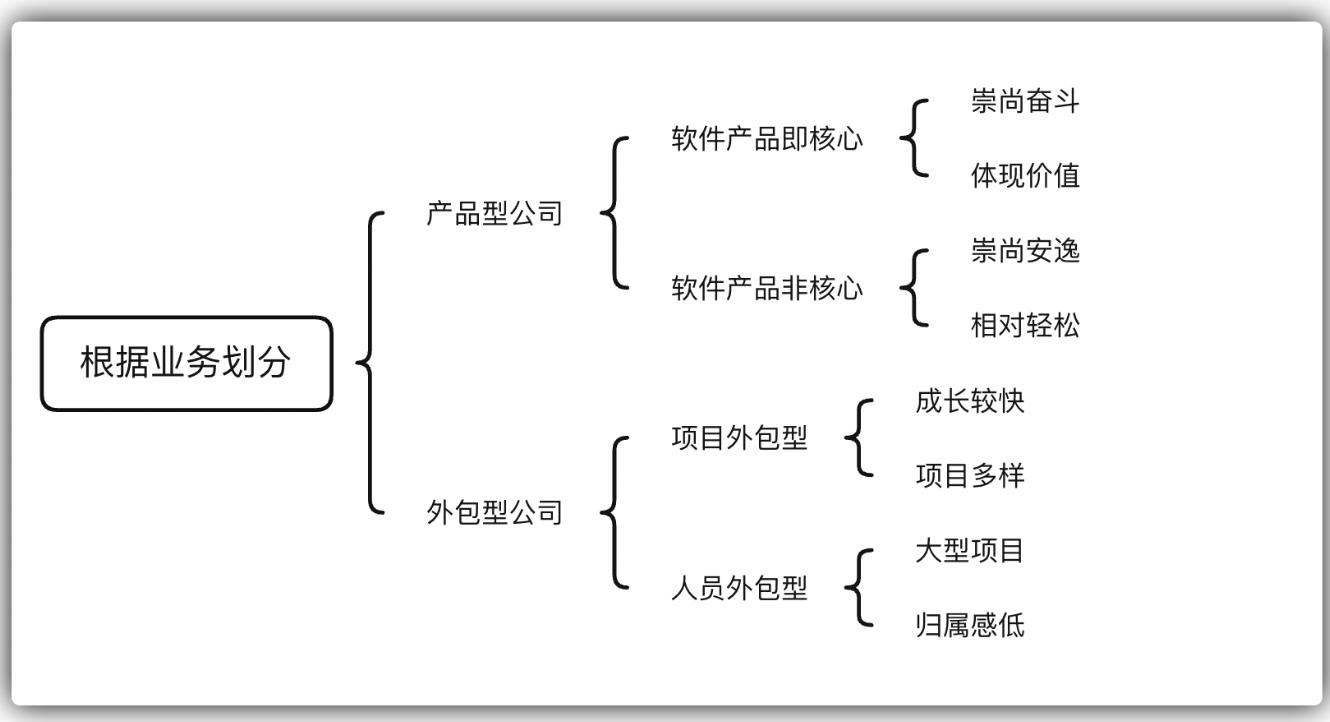 根据业务划分
产品型公司
软件产品即核心
崇尚奋斗
体现价值
软件产品非核心
崇尚安逸
相对轻松
外包型公司
项目外包型
成长较快
项目多样
人员外包型
大型项目
归属感低